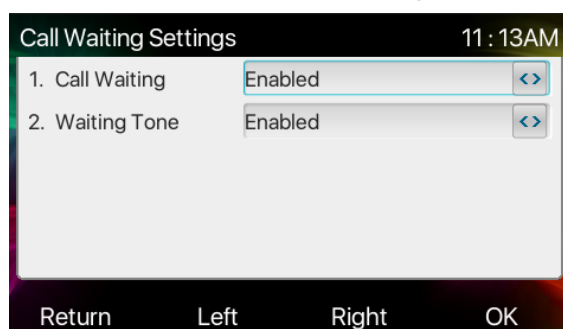 Call Waiting Settings 11:13AM
1. Call Waiting Enabled <>
2. Waiting Tone Enabled <>
Return Left Right OK